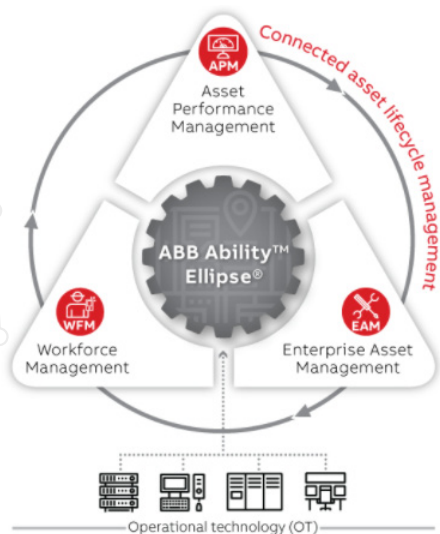 APM
Asset
Performance
Management
Connected asset lifecycle management
ABB Ability™
Ellipse®
WFM
Workforce
Management
EAM
Enterprise Asset
Management
Operational technology (OT)